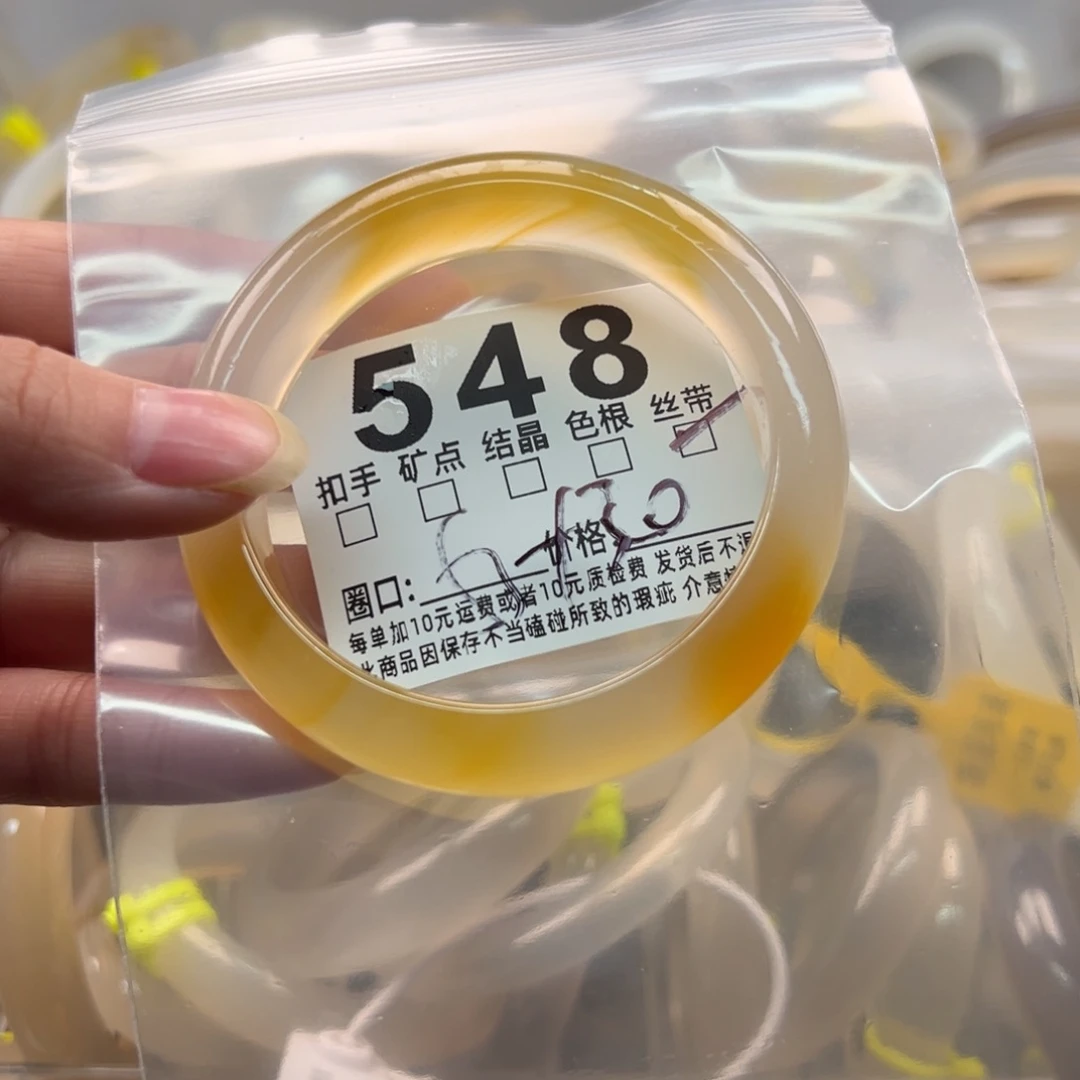 548
扣手 矿点 结晶 色根 丝带
圈口: 价格
每单加10元运费或者10元质检费 发货后不退
此商品因保存不当磕碰所致的瑕疵 介意